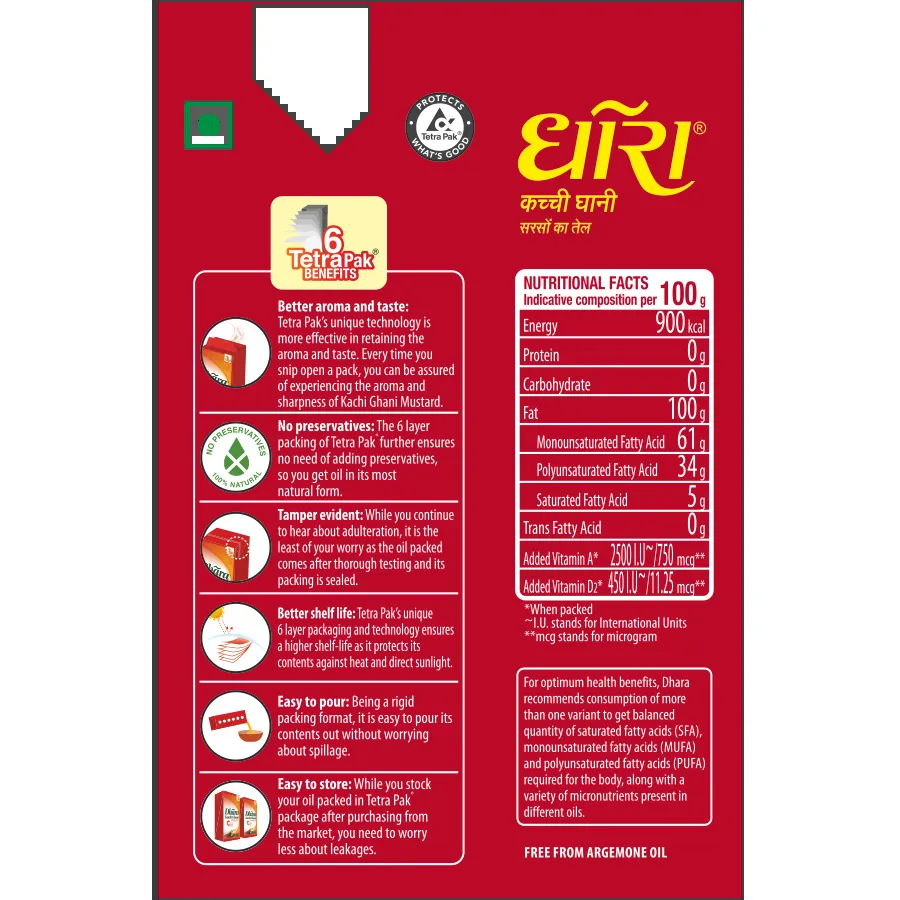 PROTECTS
Tetra Pak®
WHAT'S GOOD
धारा®
कच्ची घानी
सरसों का तेल
6
Tetra Pak®
BENEFITS
Better aroma and taste:
Tetra Pak's unique technology is
more effective in retaining the
aroma and taste. Every time you
snip open a pack, you can be assured
of experiencing the aroma and
sharpness of Kachi Ghani Mustard.
NO PRESERVATIVES
100% NATURAL
No preservatives: The 6 layer
packing of Tetra Pak® further ensures
no need of adding preservatives,
so you get oil in its most
natural form.
Tamper evident: While you continue
to hear about adulteration, it is the
least of your worry as the oil packed
comes after thorough testing and its
packing is sealed.
Better shelf life: Tetra Pak's unique
6 layer packaging and technology ensures
a higher shelf-life as it protects its
contents against heat and direct sunlight.
Easy to pour: Being a rigid
packing format, it is easy to pour its
contents out without worrying
about spillage.
Easy to store: While you stock
your oil packed in Tetra Pak®
package after purchasing from
the market, you need to worry
less about leakages.
NUTRITIONAL FACTS
Indicative composition per 100 g
Energy 900 kcal
Protein 0 g
Carbohydrate 0 g
Fat 100 g
Monounsaturated Fatty Acid 61 g
Polyunsaturated Fatty Acid 34 g
Saturated Fatty Acid 5 g
Trans Fatty Acid 0 g
Added Vitamin A* 2500 I.U~/750 mcg**
Added Vitamin D2* 450 I.U~/11.25 mcg**
*When packed
~I.U. stands for International Units
**mcg stands for microgram
For optimum health benefits, Dhara
recommends consumption of more
than one variant to get balanced
quantity of saturated fatty acids (SFA),
monounsaturated fatty acids (MUFA)
and polyunsaturated fatty acids (PUFA)
required for the body, along with a
variety of micronutrients present in
different oils.
FREE FROM ARGEMONE OIL